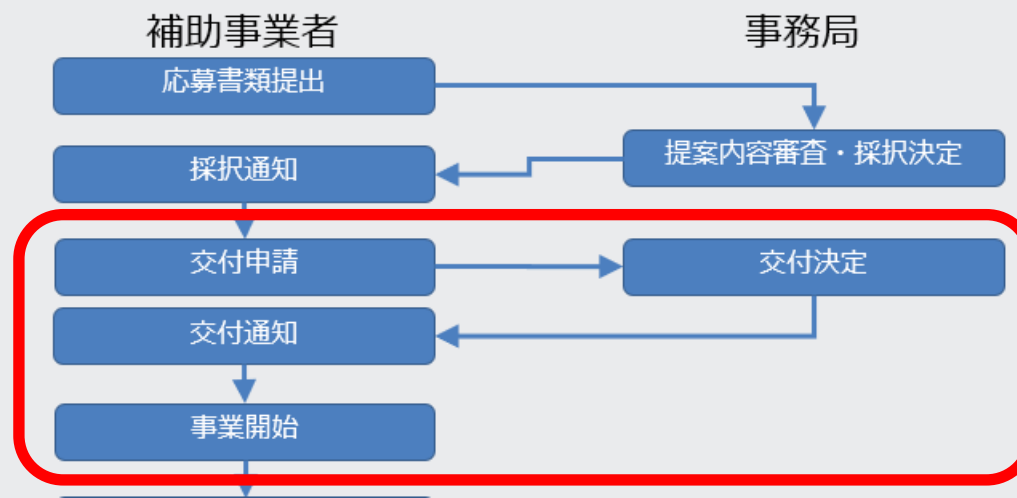 補助事業者
事務局
応募書類提出
提案内容審査・採択決定
採択通知
交付申請
交付決定
交付通知
事業開始